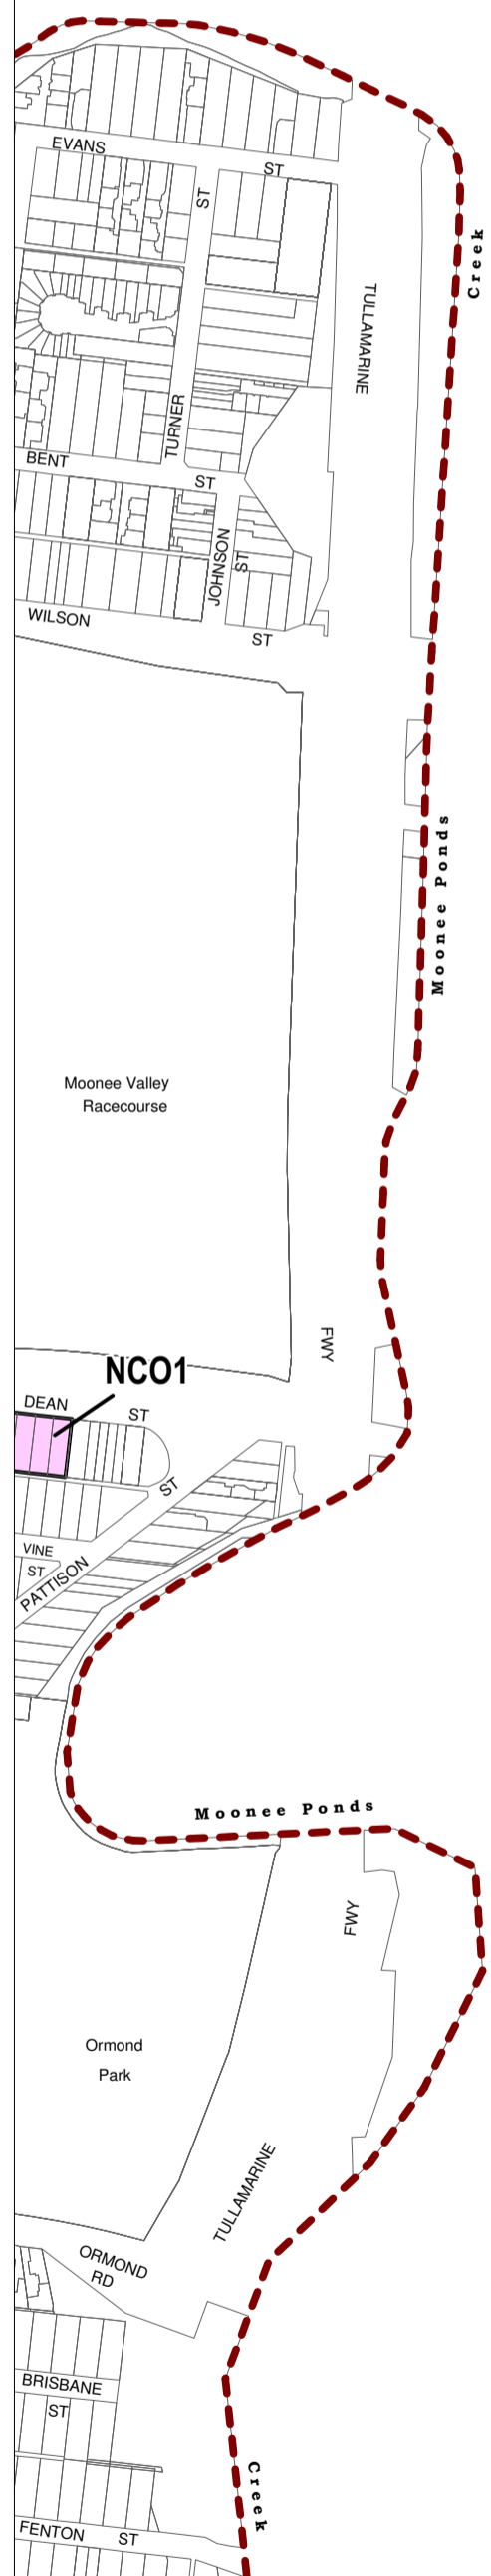 EVANS
ST
ST
Creek
TULLAMARINE
TURNER
BENT
ST
JOHNSON
ST
WILSON
ST
Moonee Ponds
Moonee Valley
Racecourse
FWY
NCO1
DEAN
ST
ST
VINE
ST
PATTISON
Moonee Ponds
FWY
Ormond
Park
TULLAMARINE
ORMOND
RD
BRISBANE
ST
Creek
FENTON
ST